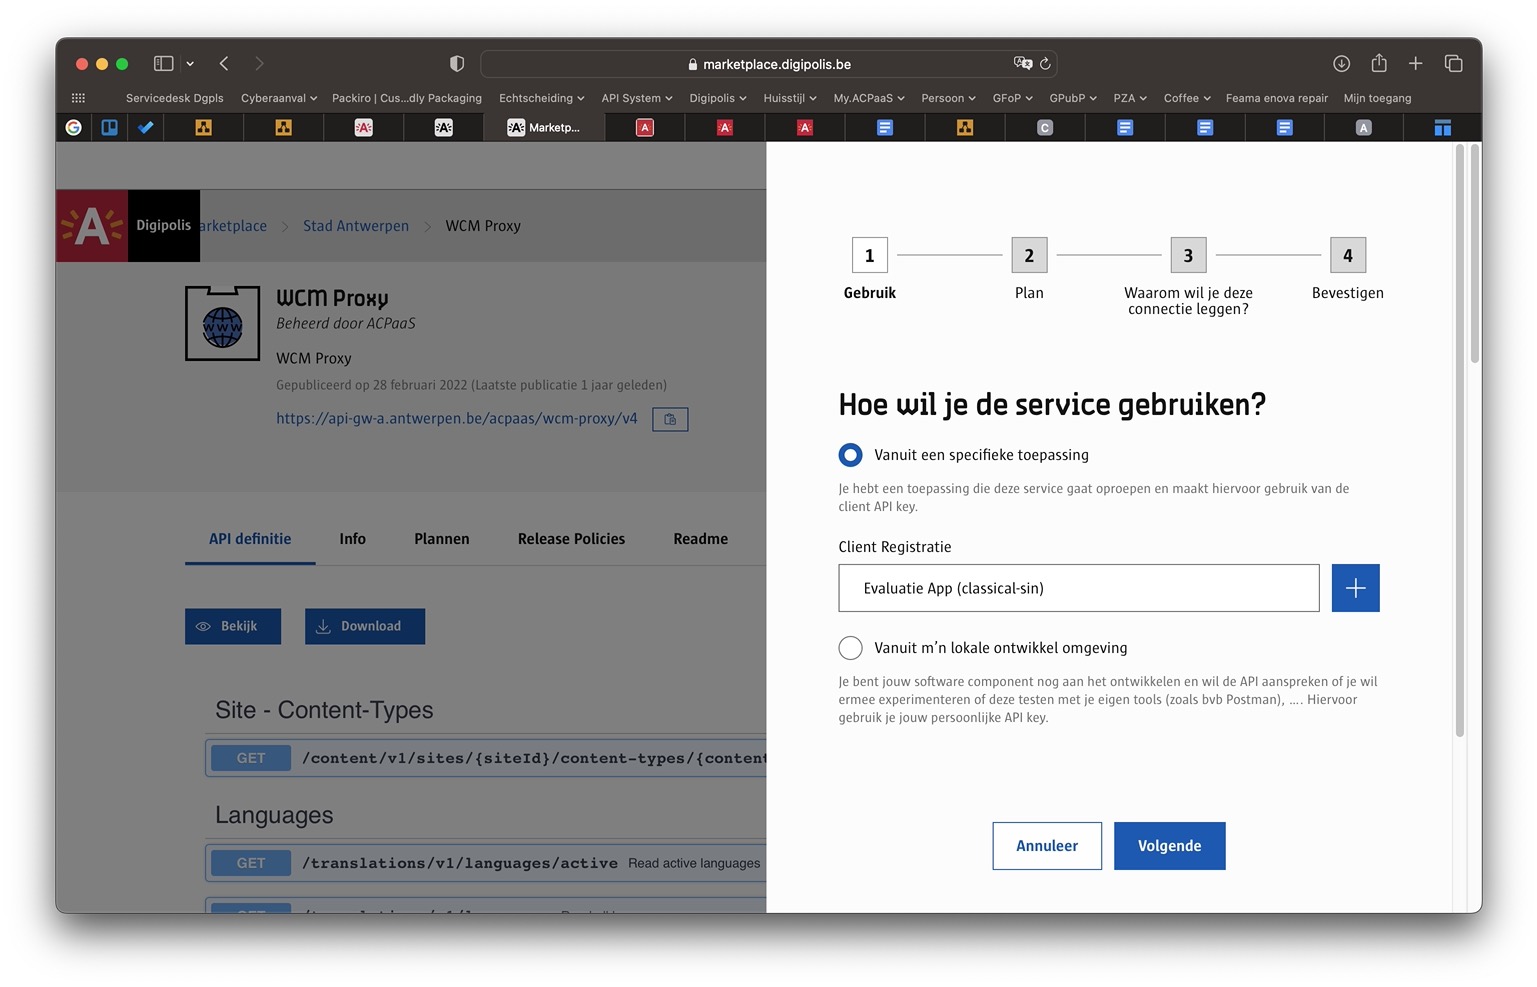 marketplace.digipolis.be
Servicedesk Dgpls Cyberaanval Packiro | Cus...dly Packaging Echtscheiding API System Digipolis Huisstijl My.ACPaaS Persoon GFoP GPubP PZA Coffee Feama enova repair Mijn toegang
G A A Marketp... A A A C A
A Digipolis arketplace > Stad Antwerpen > WCM Proxy
WWW
WCM Proxy
Beheerd door ACPaaS
WCM Proxy
Gepubliceerd op 28 februari 2022 (Laatste publicatie 1 jaar geleden)
https://api-gw-a.antwerpen.be/acpaas/wcm-proxy/v4
API definitie Info Plannen Release Policies Readme
Bekijk Download
Site - Content-Types
GET /content/v1/sites/{siteId}/content-types/{content
Languages
GET /translations/v1/languages/active Read active languages
1 2 3 4
Gebruik Plan Waarom wil je deze Bevestigen
connectie leggen?
Hoe wil je de service gebruiken?
Vanuit een specifieke toepassing
Je hebt een toepassing die deze service gaat oproepen en maakt hiervoor gebruik van de
client API key.
Client Registratie
Evaluatie App (classical-sin)
Vanuit m'n lokale ontwikkel omgeving
Je bent jouw software component nog aan het ontwikkelen en wil de API aanspreken of je wil
ermee experimenteren of deze testen met je eigen tools (zoals bvb Postman), .... Hiervoor
gebruik je jouw persoonlijke API key.
Annuleer Volgende